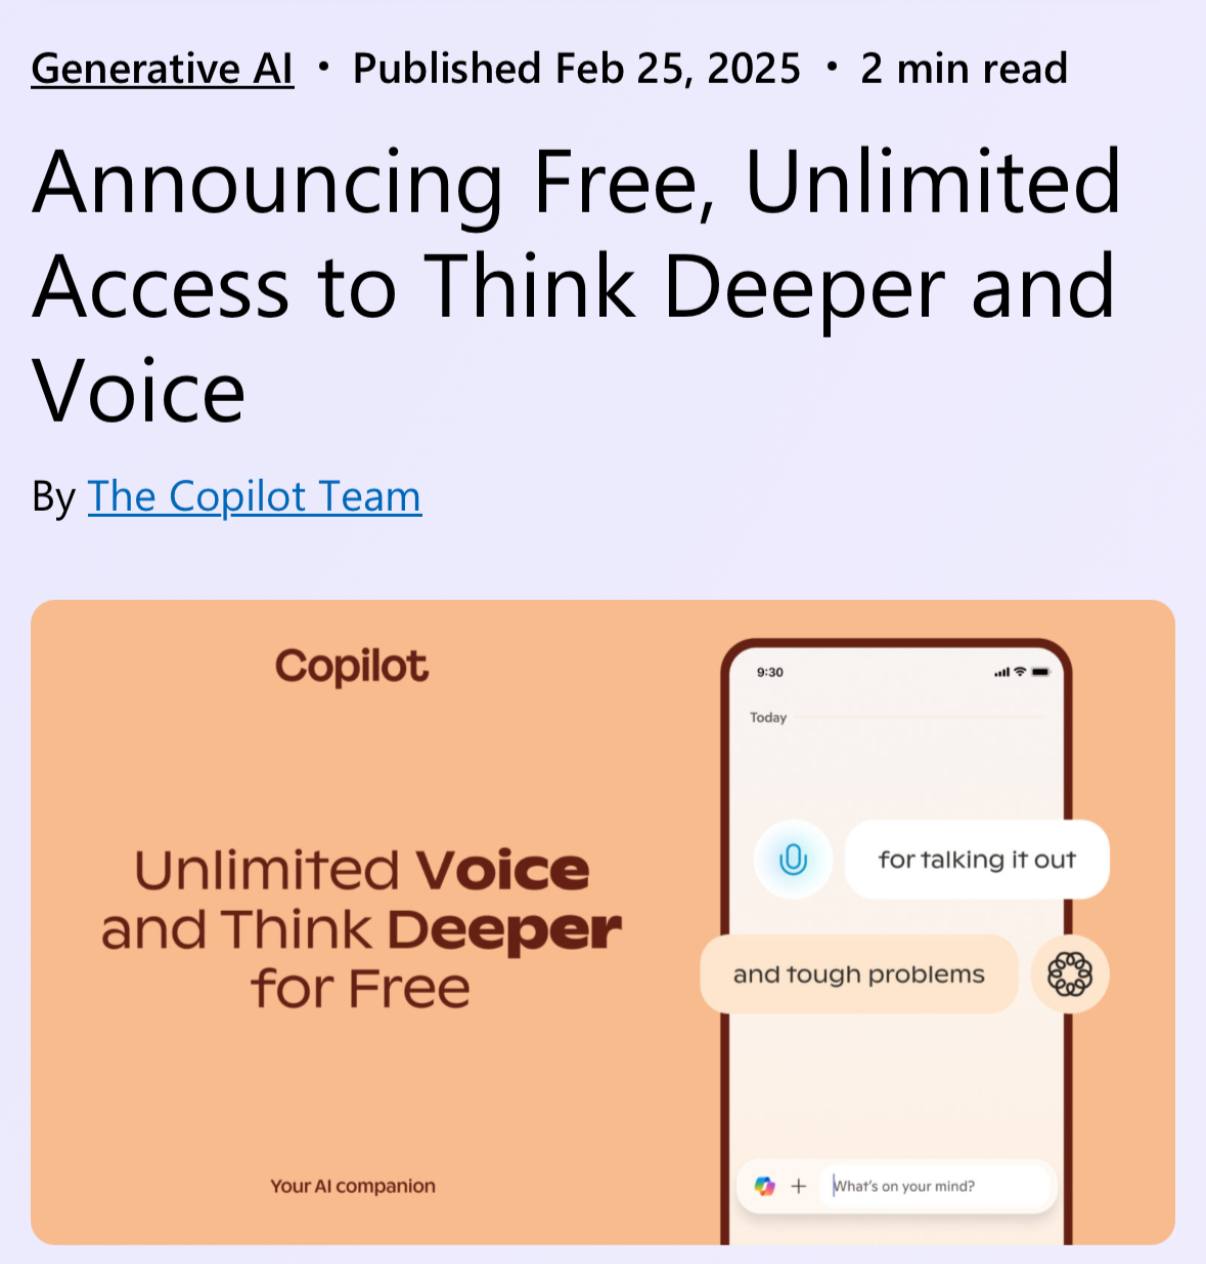 Generative AI • Published Feb 25, 2025 • 2 min read
Announcing Free, Unlimited
Access to Think Deeper and
Voice
By The Copilot Team
Copilot
Unlimited Voice
and Think Deeper
for Free
Your AI companion
9:30
Today
for talking it out
and tough problems
What's on your mind?